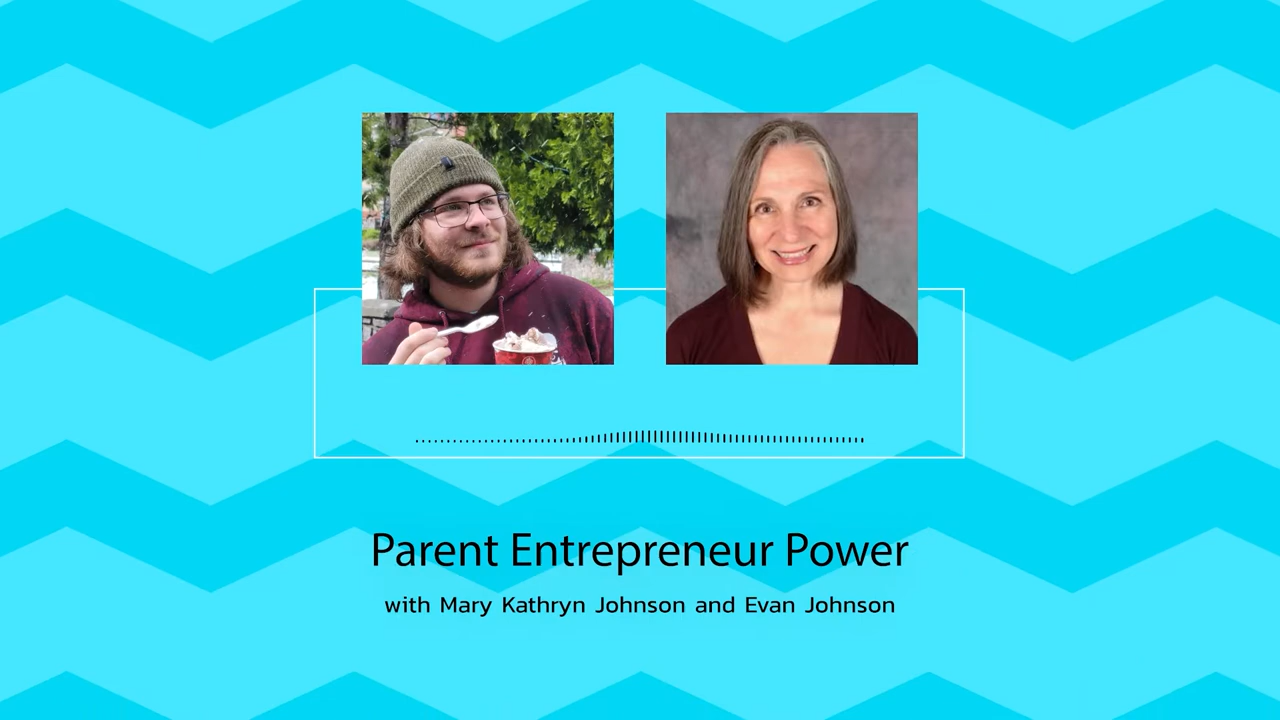 Parent Entrepreneur Power
with Mary Kathryn Johnson and Evan Johnson